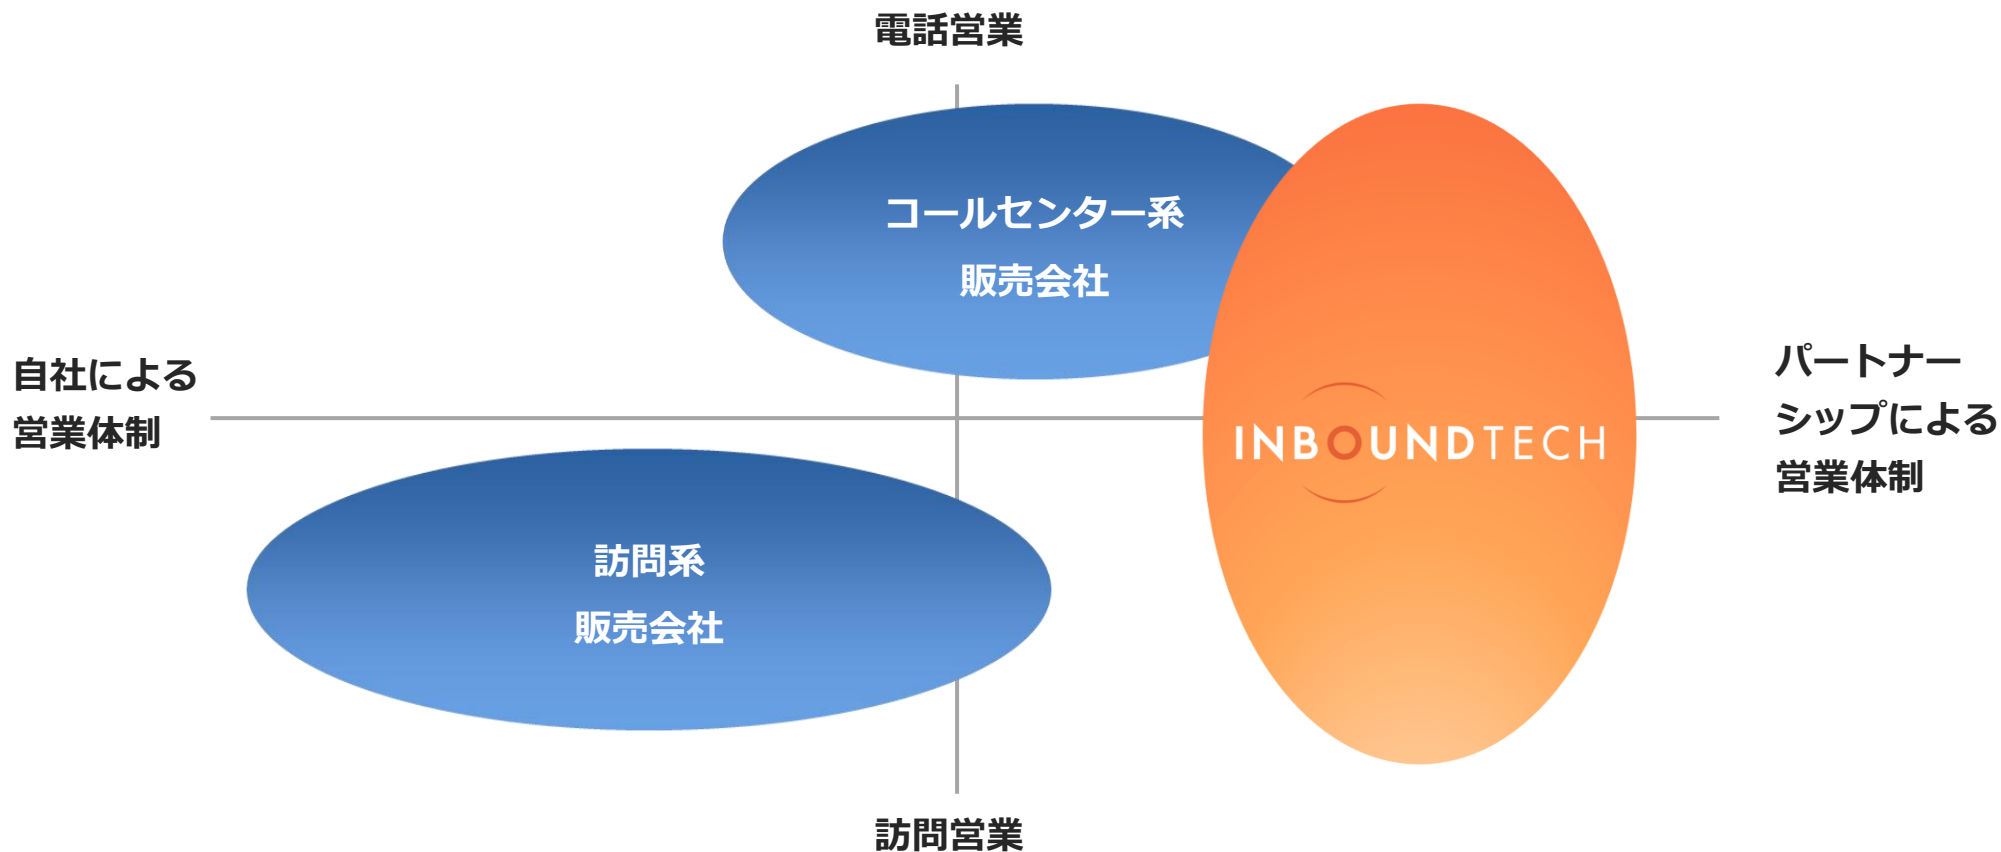 電話営業
コールセンター系
販売会社
自社による
営業体制
パートナー
シップによる
営業体制
INBOUNDTECH
訪問系
販売会社
訪問営業